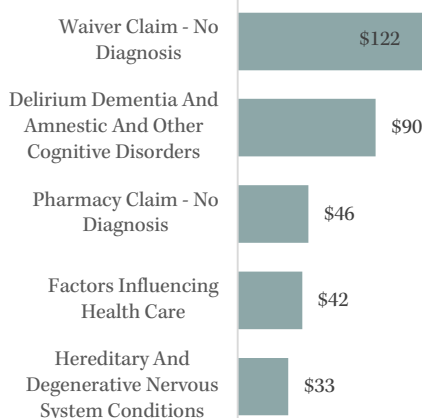 Waiver Claim - No
Diagnosis
$122
Delirium Dementia And
Amnestic And Other
Cognitive Disorders
$90
Pharmacy Claim - No
Diagnosis
$46
Factors Influencing
Health Care
$42
Hereditary And
Degenerative Nervous
System Conditions
$33